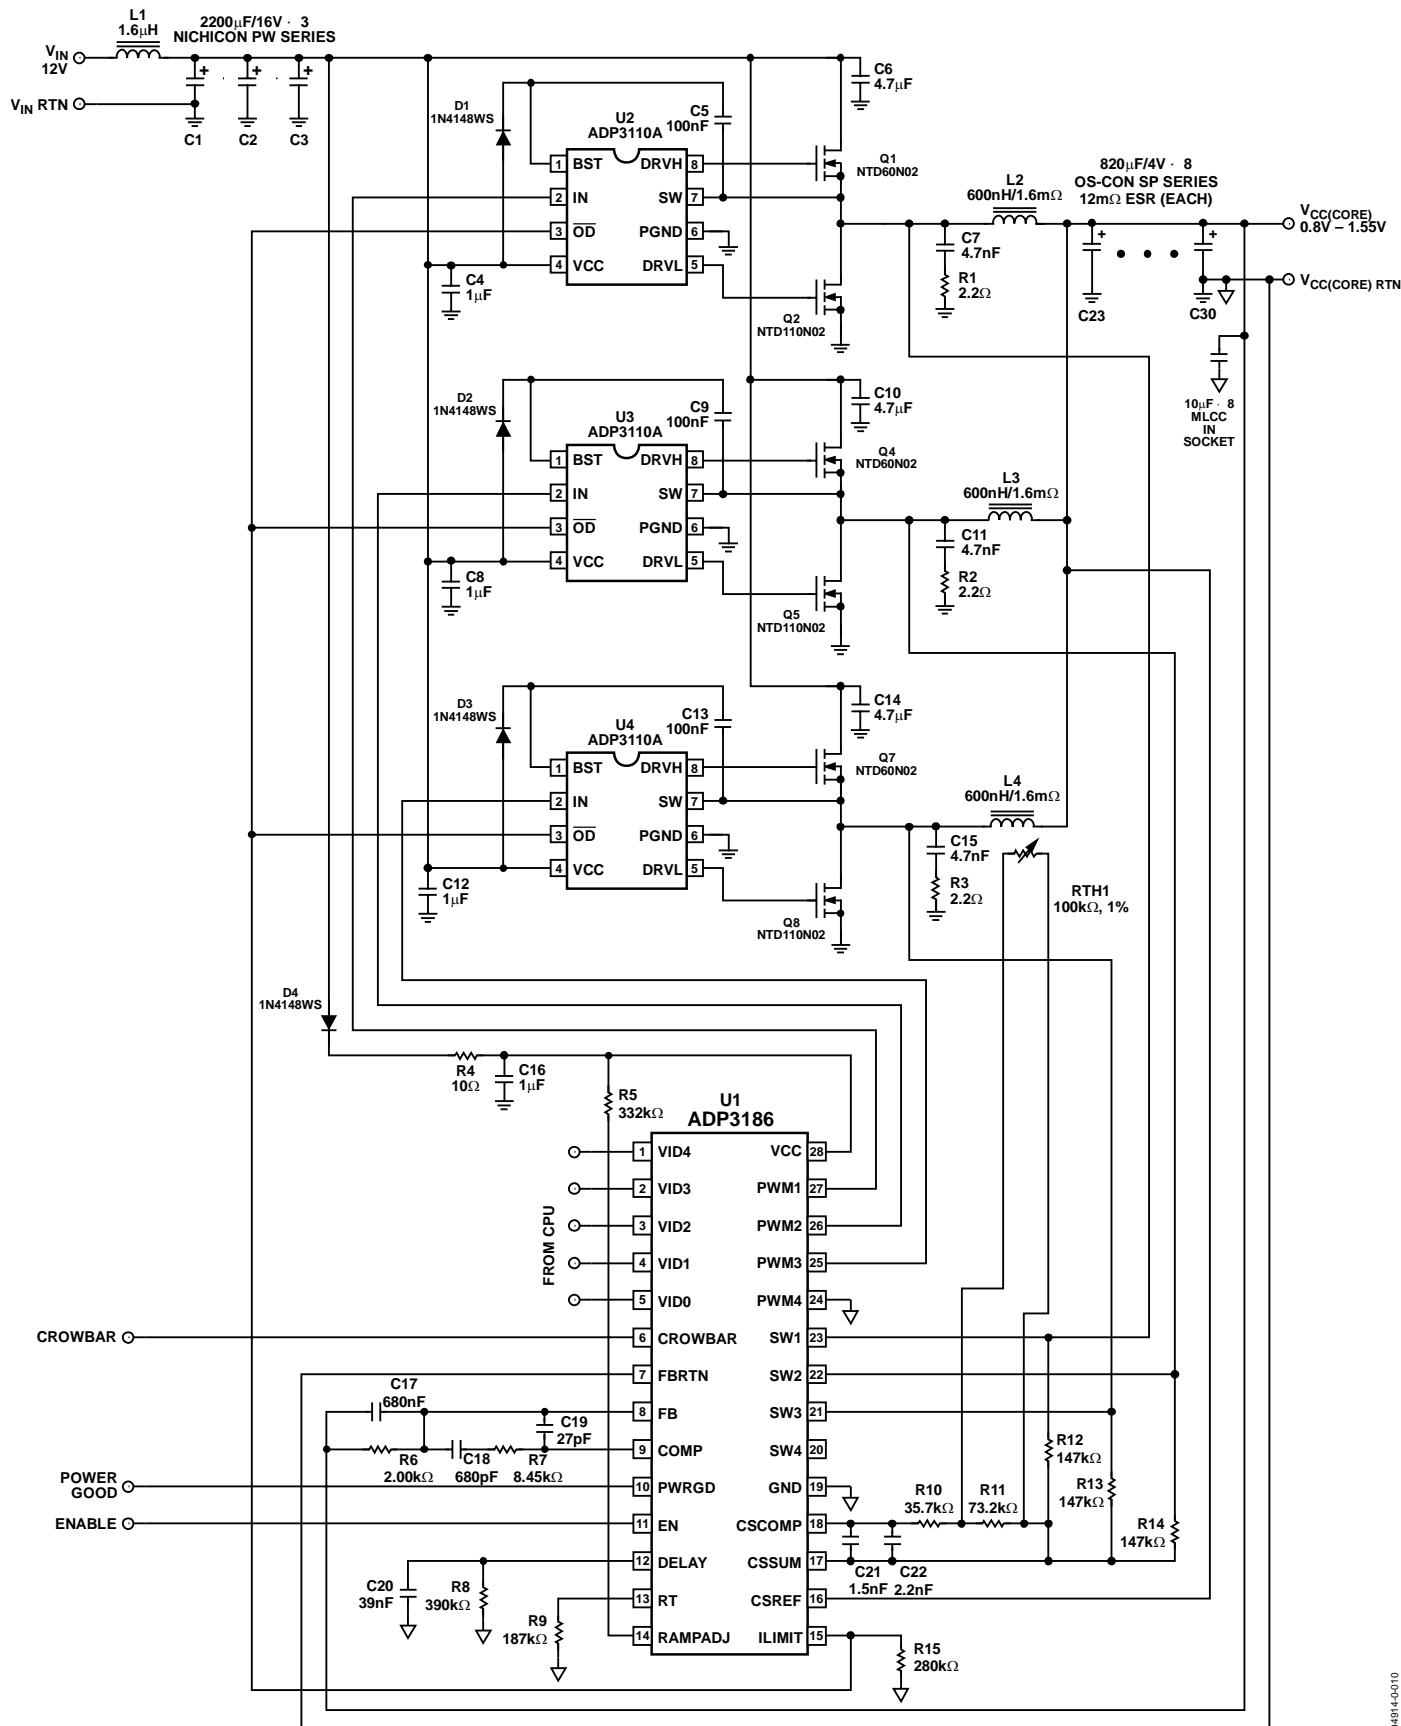 L1
1.6μH
2200μF/16V · 3
NICHICON PW SERIES
VIN
12V
VIN RTN
+
+
+
C1
C2
C3
C6
4.7μF
D1
1N4148WS
U2
ADP3110A
C5
100nF
1 BST DRVH 8
2 IN SW 7
3 OD PGND 6
4 VCC DRVL 5
C4
1μF
Q1
NTD60N02
Q2
NTD110N02
L2
600nH/1.6mΩ
C7
4.7nF
R1
2.2Ω
820μF/4V · 8
OS-CON SP SERIES
12mΩ ESR (EACH)
+
+
C23
C30
VCC(CORE)
0.8V – 1.55V
VCC(CORE) RTN
10μF · 8
MLCC
IN
SOCKET
D2
1N4148WS
U3
ADP3110A
C9
100nF
C10
4.7μF
1 BST DRVH 8
2 IN SW 7
3 OD PGND 6
4 VCC DRVL 5
C8
1μF
Q4
NTD60N02
Q5
NTD110N02
L3
600nH/1.6mΩ
C11
4.7nF
R2
2.2Ω
D3
1N4148WS
U4
ADP3110A
C13
100nF
C14
4.7μF
1 BST DRVH 8
2 IN SW 7
3 OD PGND 6
4 VCC DRVL 5
C12
1μF
Q7
NTD60N02
Q8
NTD110N02
L4
600nH/1.6mΩ
C15
4.7nF
R3
2.2Ω
RTH1
100kΩ, 1%
D4
1N4148WS
R4
10Ω
C16
1μF
R5
332kΩ
U1
ADP3186
FROM CPU
1 VID4 VCC 28
2 VID3 PWM1 27
3 VID2 PWM2 26
4 VID1 PWM3 25
5 VID0 PWM4 24
CROWBAR
6 CROWBAR SW1 23
7 FBRTN SW2 22
8 FB SW3 21
9 COMP SW4 20
10 PWRGD GND 19
11 EN CSCOMP 18
12 DELAY CSSUM 17
13 RT CSREF 16
14 RAMPADJ ILIMIT 15
C17
680nF
C19
27pF
R6
2.00kΩ
C18
680pF
R7
8.45kΩ
POWER
GOOD
ENABLE
C20
39nF
R8
390kΩ
R9
187kΩ
R10
35.7kΩ
R11
73.2kΩ
R12
147kΩ
R13
147kΩ
R14
147kΩ
C21
1.5nF
C22
2.2nF
R15
280kΩ
04914-0-010